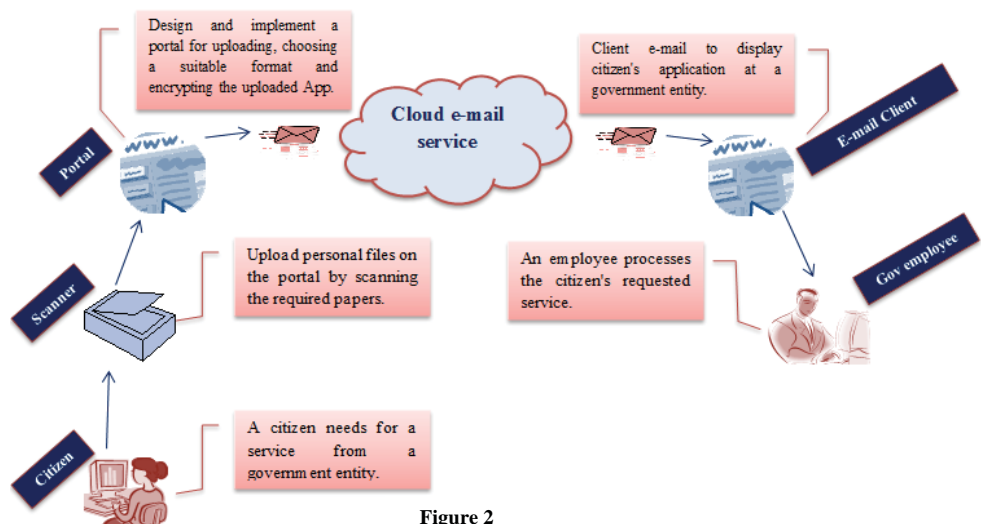 Design and implement a
portal for uploading, choosing
a suitable format and
encrypting the uploaded App.
Portal
www.
Cloud e-mail
service
Client e-mail to display
citizen's application at a
government entity.
E-mail Client
www.
Scanner
Upload personal files on
the portal by scanning
the required papers.
An employee processes
the citizen's requested
service.
Gov employee
Citizen
A citizen needs for a
service from a
government entity.
Figure 2